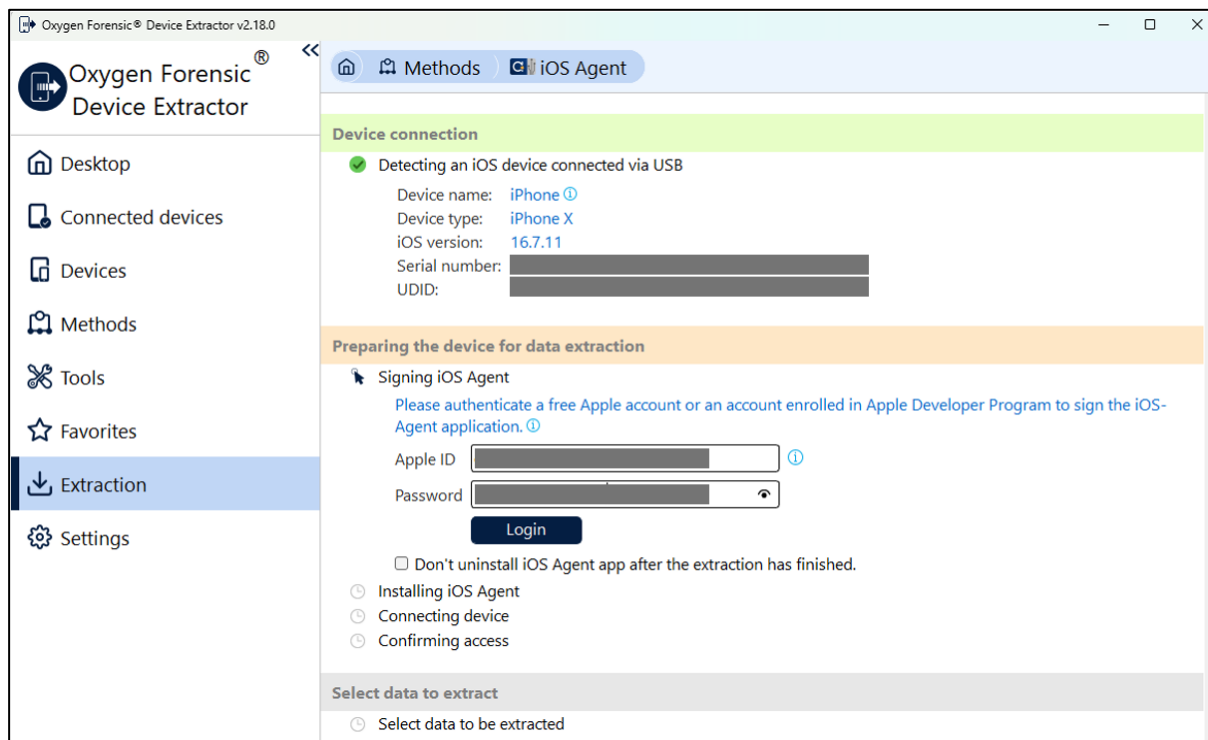 Oxygen Forensic® Device Extractor v2.18.0
Oxygen Forensic ®
Device Extractor
Desktop
Connected devices
Devices
Methods
Tools
Favorites
Extraction
Settings
Methods iOS Agent
Device connection
Detecting an iOS device connected via USB
Device name: iPhone
Device type: iPhone X
iOS version: 16.7.11
Serial number:
UDID:
Preparing the device for data extraction
Signing iOS Agent
Please authenticate a free Apple account or an account enrolled in Apple Developer Program to sign the iOS-
Agent application.
Apple ID
Password
Login
Don't uninstall iOS Agent app after the extraction has finished.
Installing iOS Agent
Connecting device
Confirming access
Select data to extract
Select data to be extracted